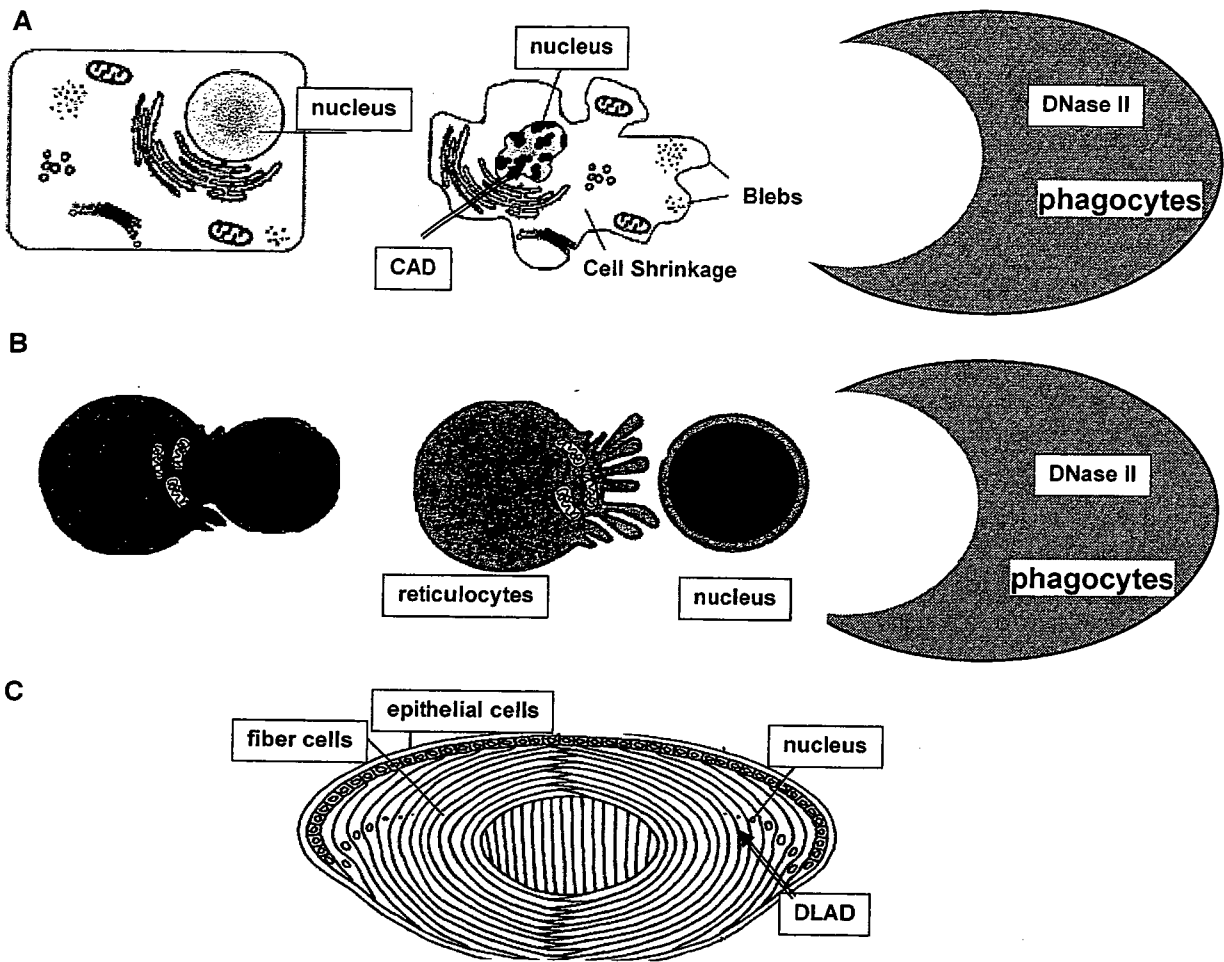 A
nucleus
nucleus
DNase II
phagocytes
Blebs
CAD
Cell Shrinkage
B
DNase II
phagocytes
reticulocytes
nucleus
C
epithelial cells
fiber cells
nucleus
DLAD